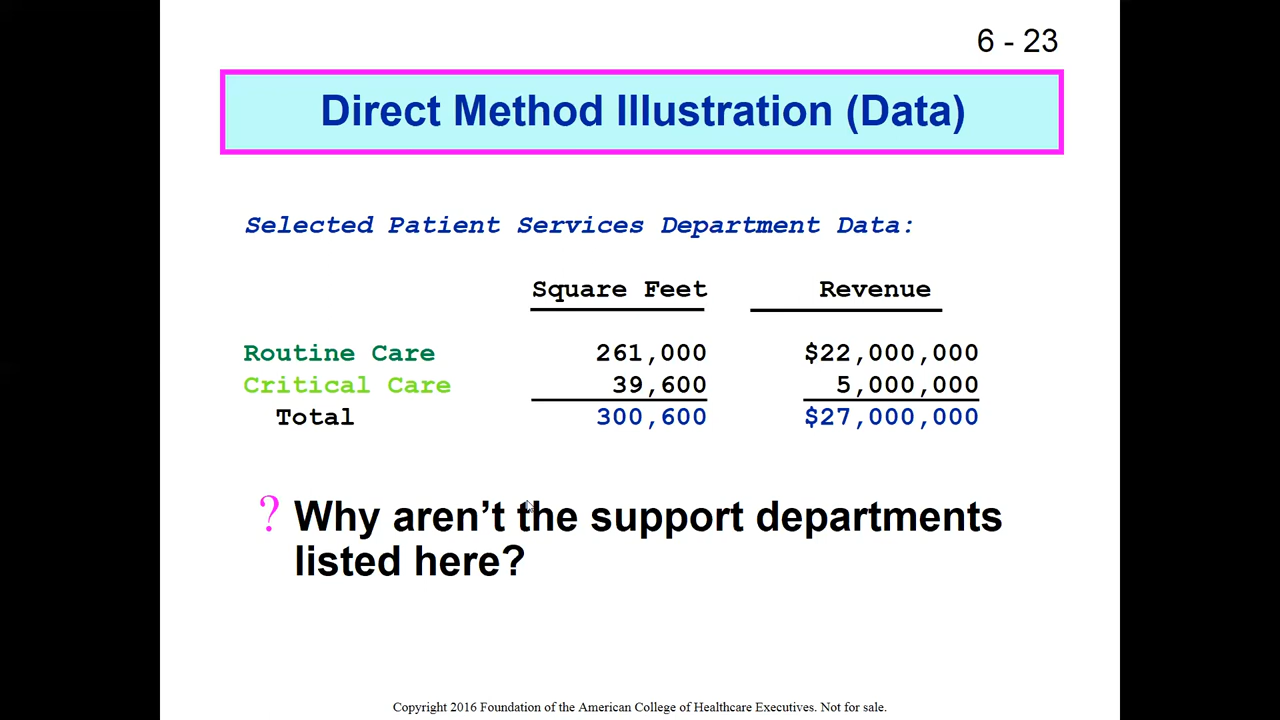 6 - 23
Direct Method Illustration (Data)
Selected Patient Services Department Data:
Square Feet Revenue
Routine Care 261,000 $22,000,000
Critical Care 39,600 5,000,000
Total 300,600 $27,000,000
? Why aren’t the support departments
listed here?
Copyright 2016 Foundation of the American College of Healthcare Executives. Not for sale.